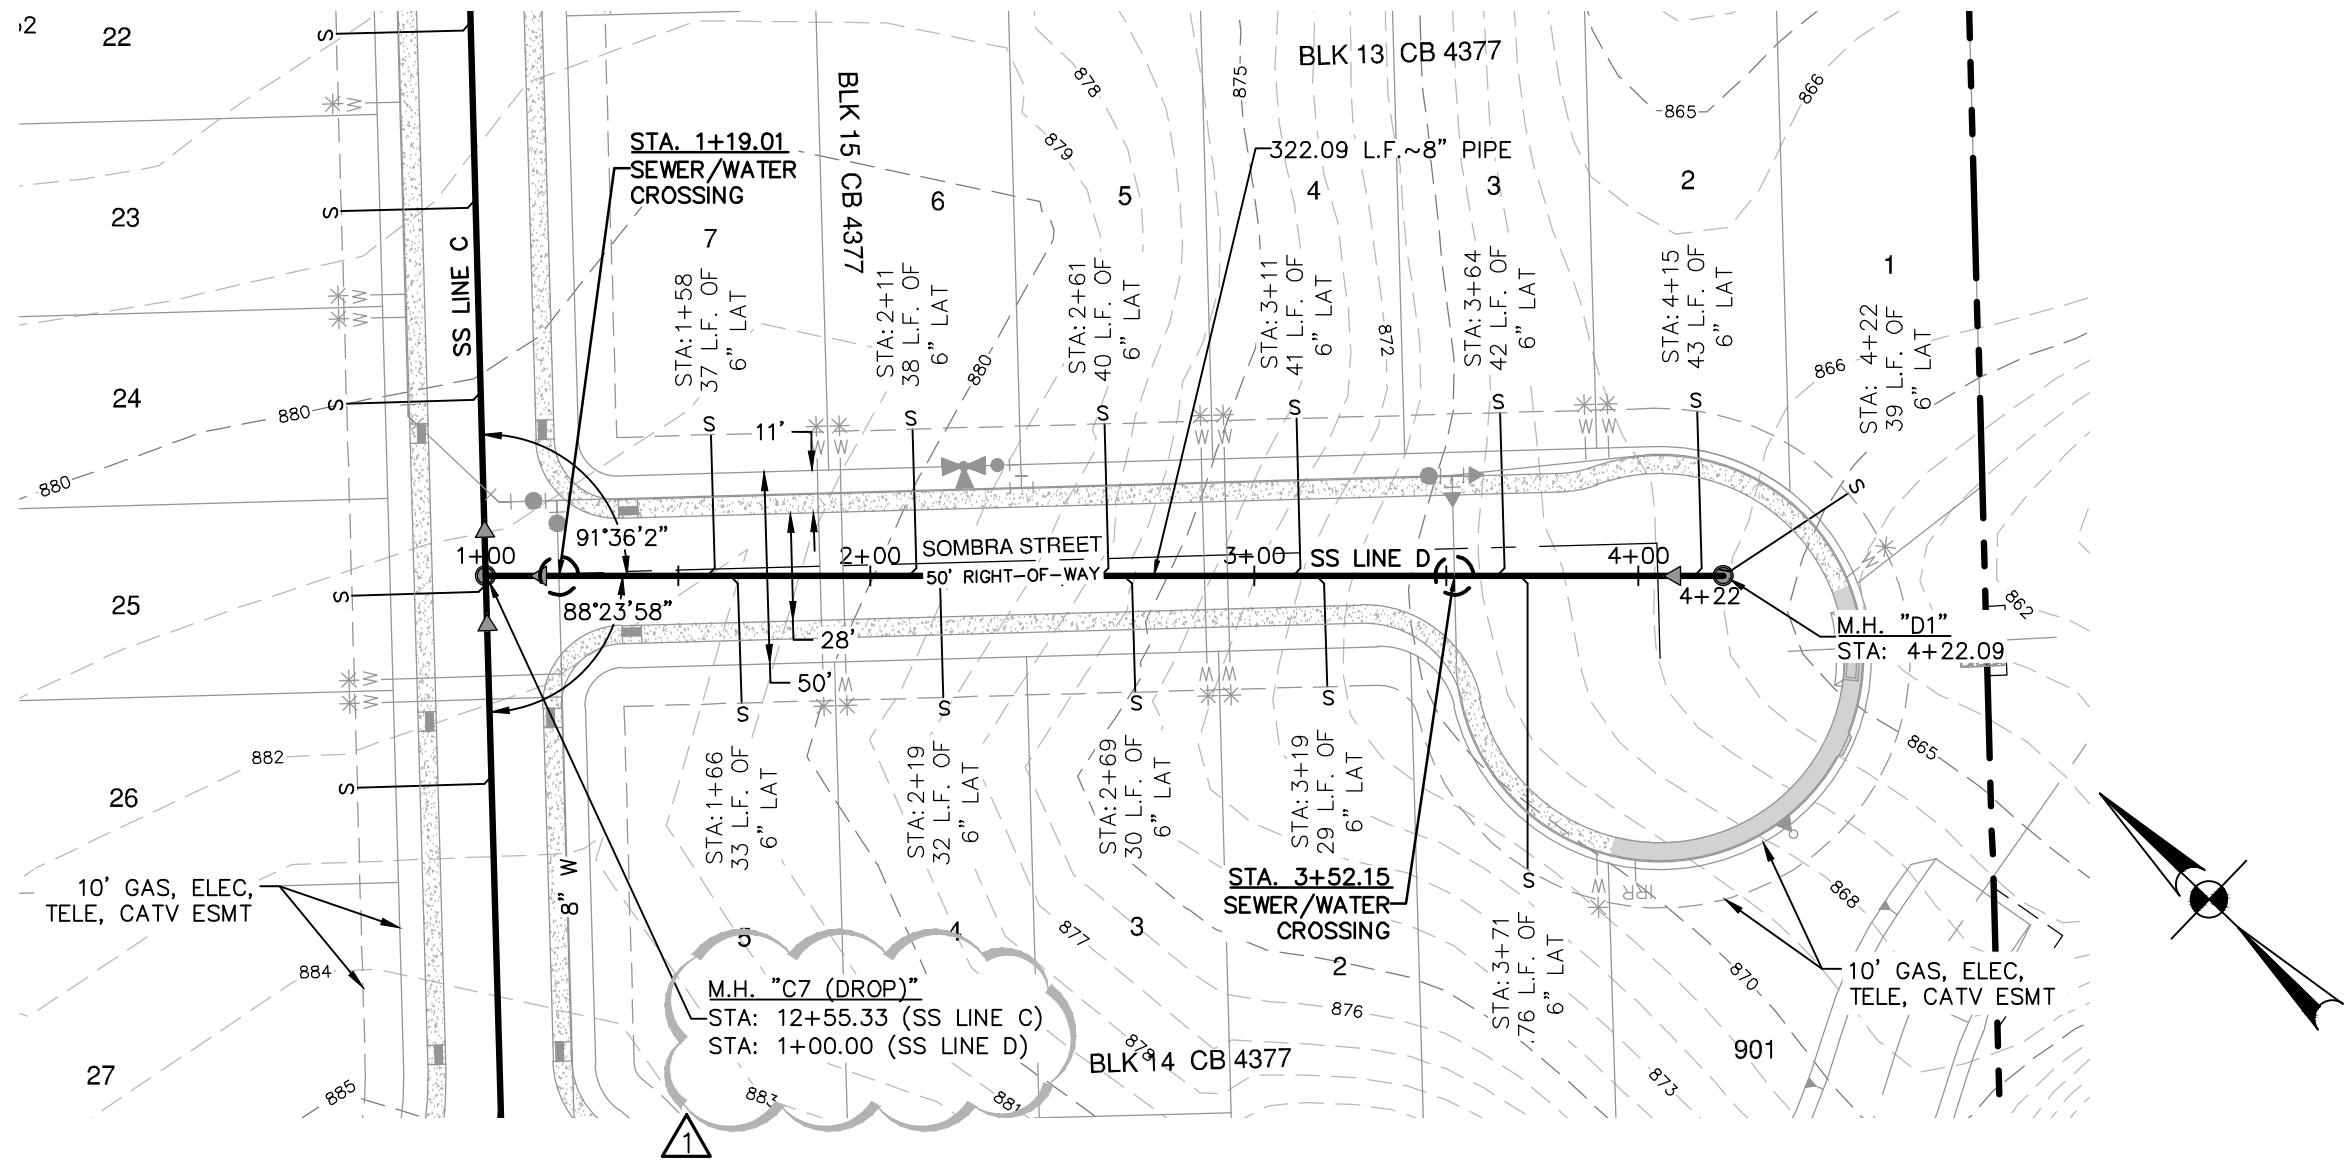 22
BLK 13 CB 4377
878
875
865
866
STA. 1+19.01
SEWER/WATER
CROSSING
BLK 15 CB 4377
879
322.09 L.F.~8" PIPE
23
6
5
4
3
2
7
1
SS LINE C
STA: 1+58
37 L.F. OF
6" LAT
STA: 2+11
38 L.F. OF
6" LAT
STA: 2+61
40 L.F. OF
6" LAT
STA: 3+11
41 L.F. OF
6" LAT
STA: 3+64
42 L.F. OF
6" LAT
STA: 4+15
43 L.F. OF
6" LAT
STA: 4+22
39 L.F. OF
6" LAT
880
872
866
24
880
880
11'
91°36'2"
1+00
2+00
SOMBRA STREET
50' RIGHT-OF-WAY
3+00
SS LINE D
4+00
4+22
88°23'58"
25
28'
50'
862
M.H. "D1"
STA: 4+22.09
882
26
865
STA: 1+66
33 L.F. OF
6" LAT
STA: 2+19
32 L.F. OF
6" LAT
STA: 2+69
30 L.F. OF
6" LAT
STA: 3+19
29 L.F. OF
6" LAT
STA. 3+52.15
SEWER/WATER
CROSSING
STA: 3+71
76 L.F. OF
6" LAT
IRR
868
10' GAS, ELEC,
TELE, CATV ESMT
8" W
5
4
3
2
877
884
870
10' GAS, ELEC,
TELE, CATV ESMT
M.H. "C7 (DROP)"
STA: 12+55.33 (SS LINE C)
STA: 1+00.00 (SS LINE D)
876
878
BLK 14 CB 4377
901
27
885
883
881
873
1